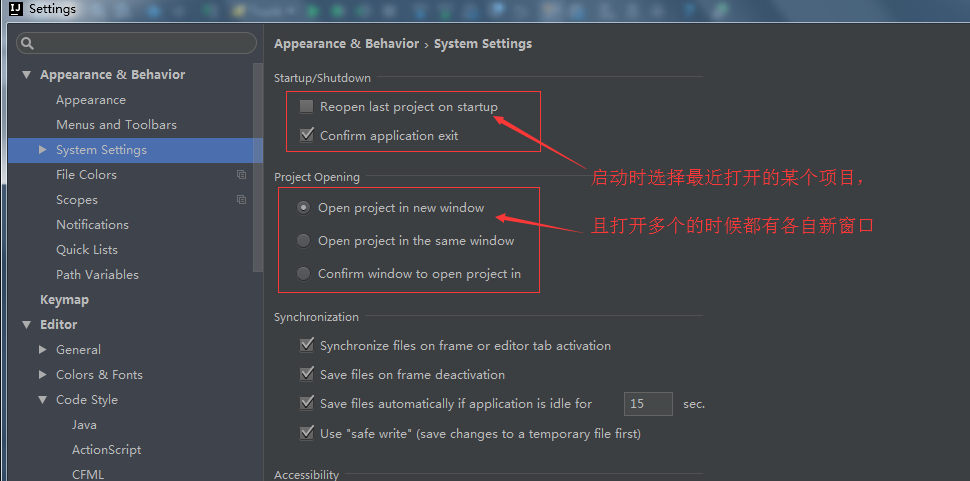 Settings
Appearance & Behavior
Appearance
Menus and Toolbars
System Settings
File Colors
Scopes
Notifications
Quick Lists
Path Variables
Keymap
Editor
General
Colors & Fonts
Code Style
Java
ActionScript
CFML
Appearance & Behavior › System Settings
Startup/Shutdown
Reopen last project on startup
Confirm application exit
启动时选择最近打开的某个项目，
Project Opening
Open project in new window
且打开多个的时候都有各自新窗口
Open project in the same window
Confirm window to open project in
Synchronization
Synchronize files on frame or editor tab activation
Save files on frame deactivation
Save files automatically if application is idle for 15 sec.
Use "safe write" (save changes to a temporary file first)
Accessibility